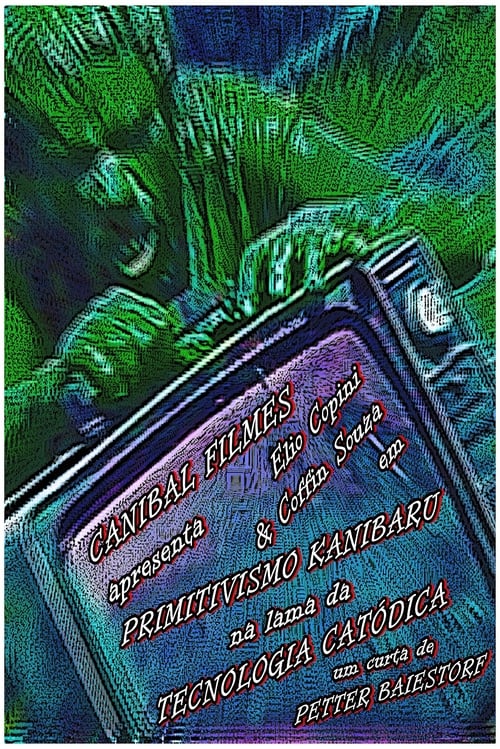 CANIBAL FILMES
apresenta Elio Copini
& Coffin Souza
em
PRIMITIVISMO KANIBARU
na lama da
TECNOLOGIA CATÓDICA
um curta de
PETTER BAIESTORF